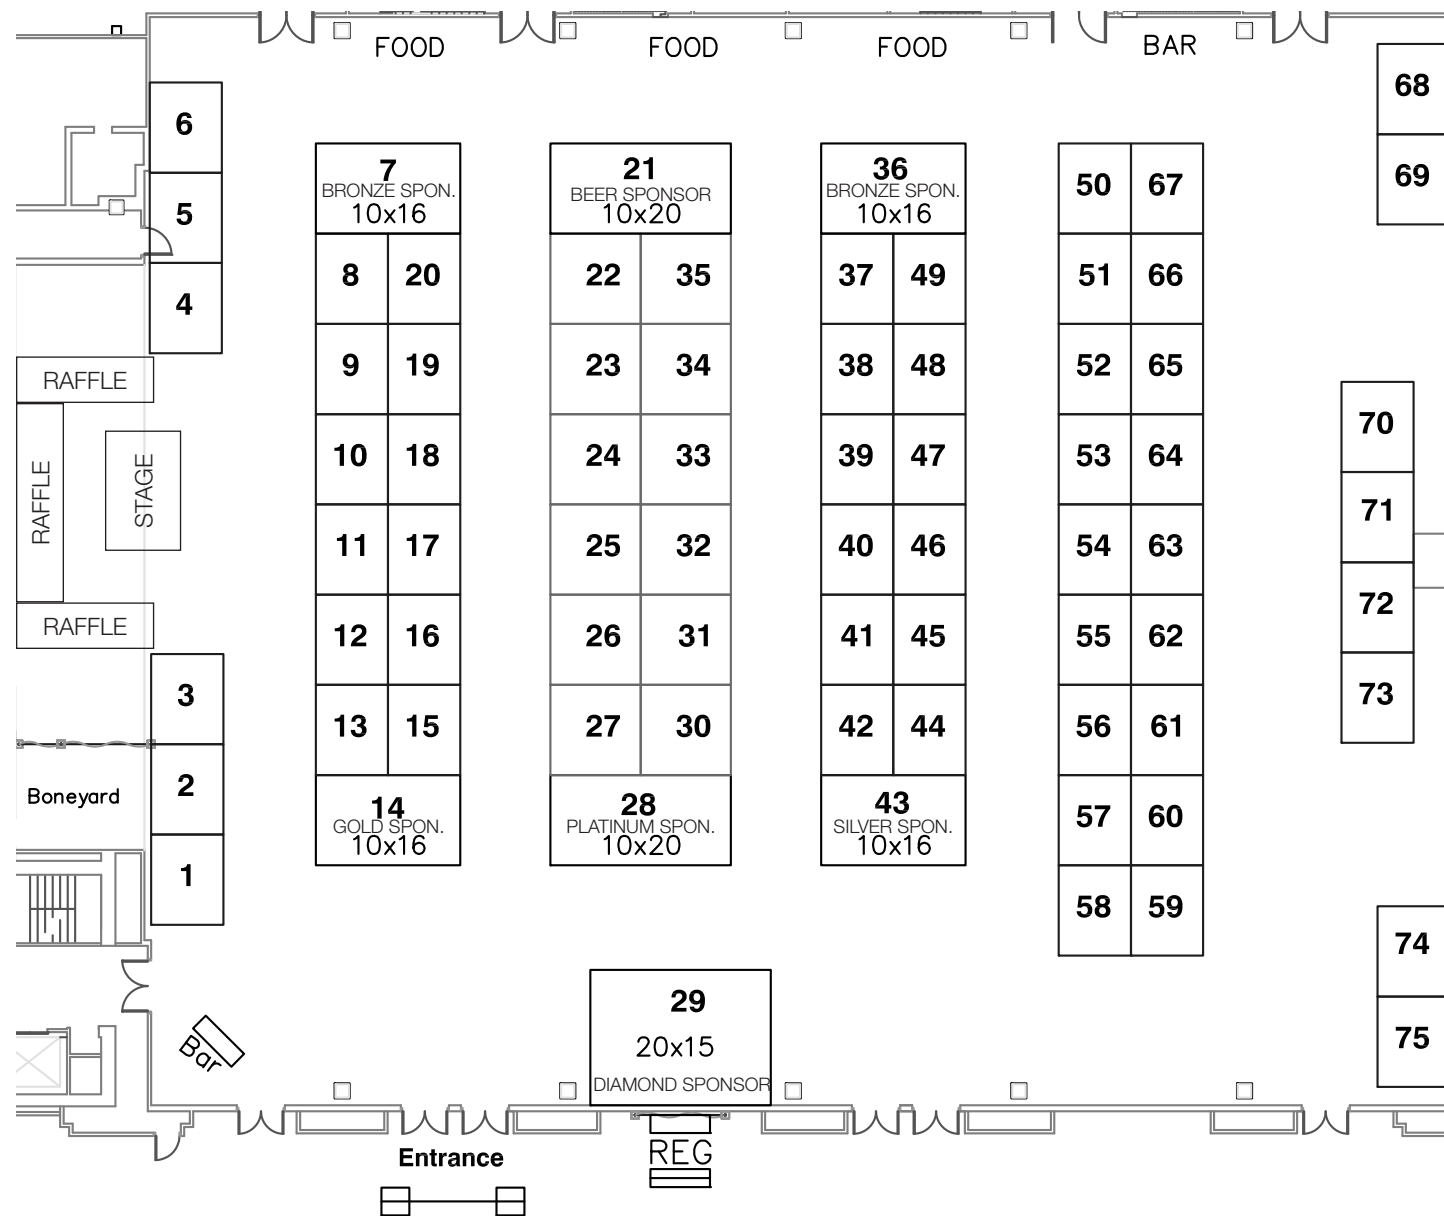 FOOD
FOOD
FOOD
BAR
68
69
6
5
4
7
BRONZE SPON.
10x16
21
BEER SPONSOR
10x20
36
BRONZE SPON.
10x16
50 67
8 20
22 35
37 49
51 66
9 19
23 34
38 48
52 65
RAFFLE
RAFFLE
STAGE
RAFFLE
10 18
24 33
39 47
53 64
70
71
72
73
11 17
25 32
40 46
54 63
12 16
26 31
41 45
55 62
13 15
27 30
42 44
56 61
3
2
1
Boneyard
14
GOLD SPON.
10x16
28
PLATINUM SPON.
10x20
43
SILVER SPON.
10x16
57 60
58 59
74
75
29
20x15
DIAMOND SPONSOR
Bar
Entrance
REG